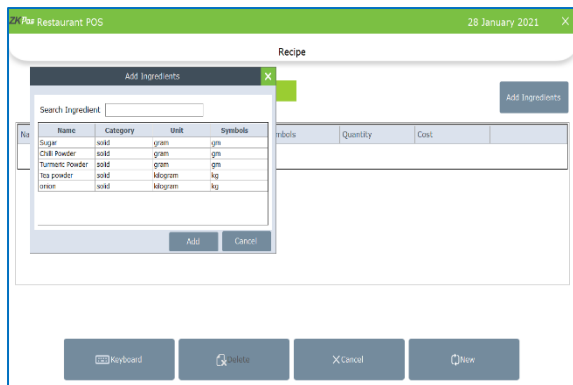 ZKPos Restaurant POS 28 January 2021 X
Recipe
Add Ingredients X
Search Ingredient
Add Ingredients
Name Category Unit Symbols
Na mbols Quantity Cost
Sugar solid gram gm
Chilli Powder solid gram gm
Turmeric Powder solid gram gm
Tea powder solid kilogram kg
onion solid kilogram kg
Add Cancel
Keyboard Delete Cancel New